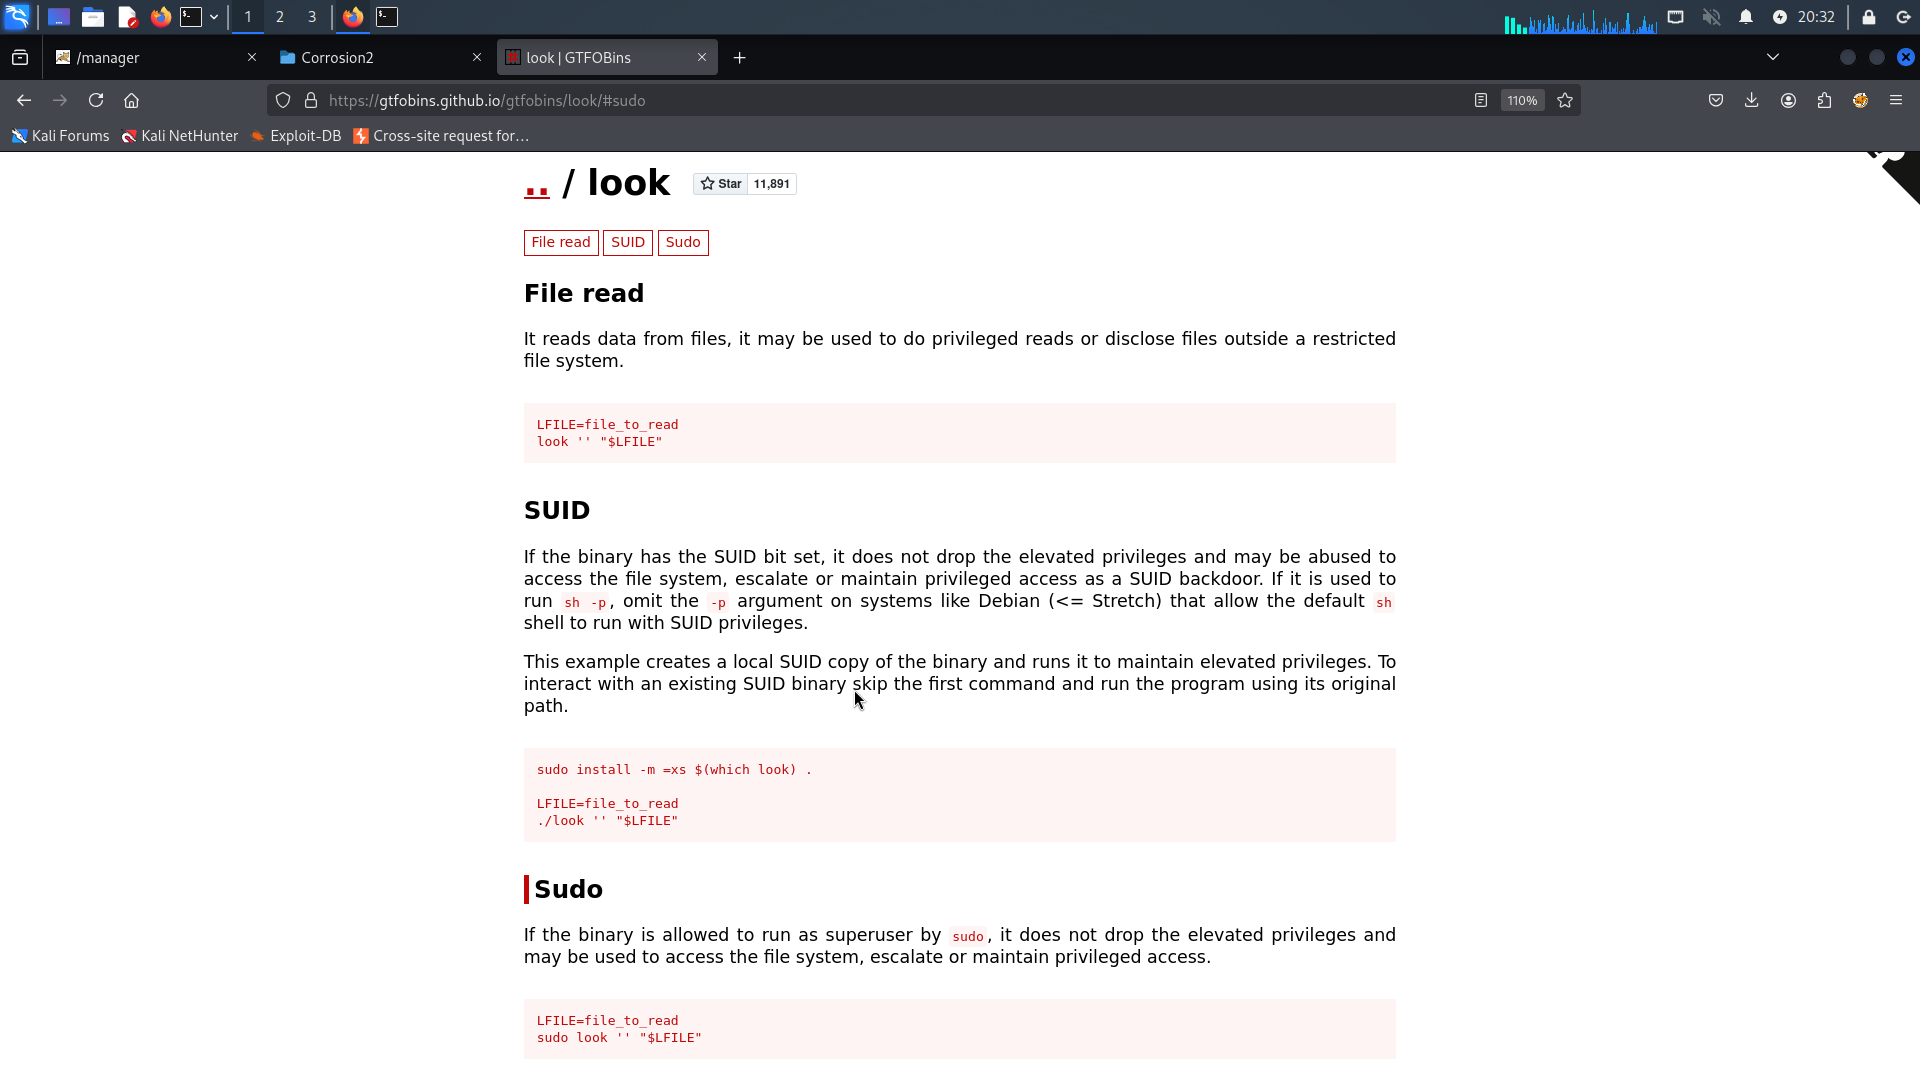 1 2 3 20:32
/manager Corrosion2 look | GTFOBins
https://gtfobins.github.io/gtfobins/look/#sudo 110%
Kali Forums Kali NetHunter Exploit-DB Cross-site request for…
.. / look Star 11,891
File read SUID Sudo
File read
It reads data from files, it may be used to do privileged reads or disclose files outside a restricted
file system.
LFILE=file_to_read
look '' "$LFILE"
SUID
If the binary has the SUID bit set, it does not drop the elevated privileges and may be abused to
access the file system, escalate or maintain privileged access as a SUID backdoor. If it is used to
run sh -p, omit the -p argument on systems like Debian (<= Stretch) that allow the default sh
shell to run with SUID privileges.
This example creates a local SUID copy of the binary and runs it to maintain elevated privileges. To
interact with an existing SUID binary skip the first command and run the program using its original
path.
sudo install -m =xs $(which look) .
LFILE=file_to_read
./look '' "$LFILE"
Sudo
If the binary is allowed to run as superuser by sudo, it does not drop the elevated privileges and
may be used to access the file system, escalate or maintain privileged access.
LFILE=file_to_read
sudo look '' "$LFILE"